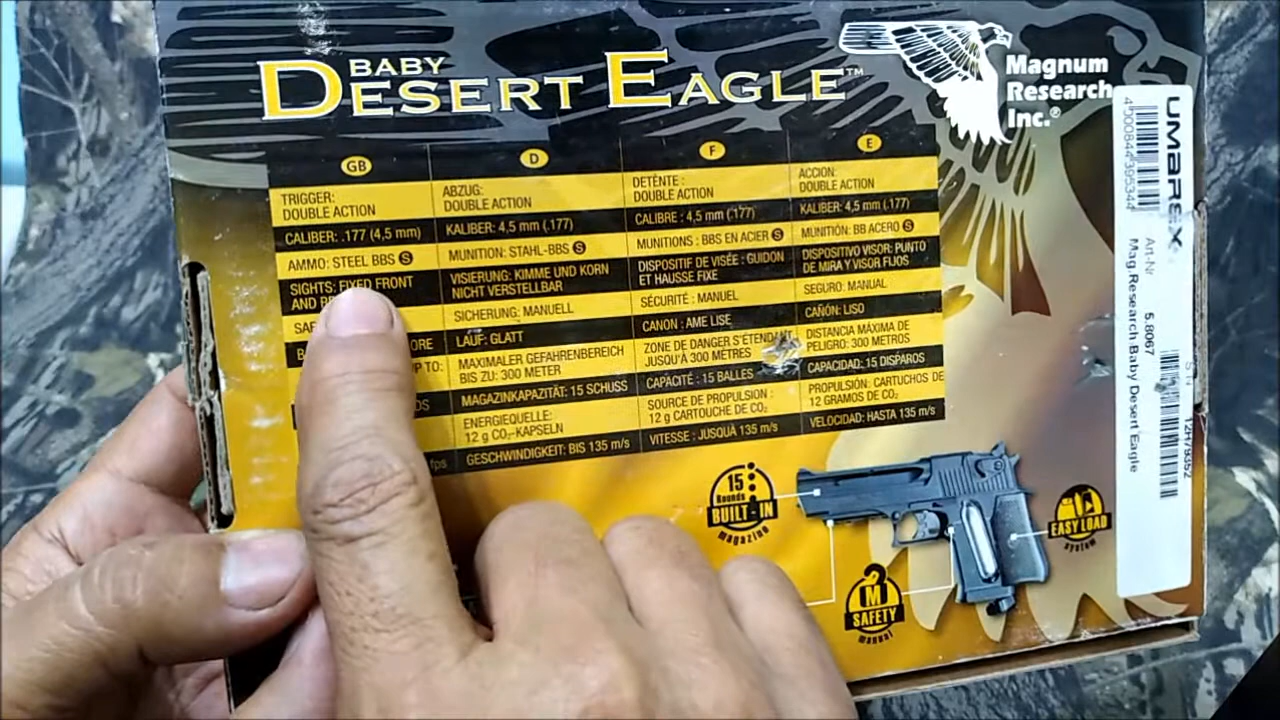 BABY
DESERT EAGLE™
Magnum
Research
Inc.®
GB
TRIGGER:
DOUBLE ACTION
CALIBER: .177 (4,5 mm)
AMMO: STEEL BBS S
SIGHTS: FIXED FRONT
AND
UP TO:
fps
D
ABZUG:
DOUBLE ACTION
KALIBER: 4,5 mm (.177)
MUNITION: STAHL-BBS S
VISIERUNG: KIMME UND KORN
NICHT VERSTELLBAR
SICHERUNG: MANUELL
LAUF: GLATT
MAXIMALER GEFAHRENBEREICH
BIS ZU: 300 METER
MAGAZINKAPAZITÄT: 15 SCHUSS
ENERGIEQUELLE:
12 g CO₂-KAPSELN
GESCHWINDIGKEIT: BIS 135 m/s
F
DETÉNTE :
DOUBLE ACTION
CALIBRE : 4,5 mm (.177)
MUNITIONS : BBS EN ACIER S
DISPOSITIF DE VISÉE : GUIDON
ET HAUSSE FIXE
SÉCURITÉ : MANUEL
CANON : AME LISE
ZONE DE DANGER S'ÉTENDANT
JUSQU'À 300 MÈTRES
CAPACITÉ : 15 BALLES
SOURCE DE PROPULSION :
12 g CARTOUCHE DE CO₂
VITESSE : JUSQUÀ 135 m/s
E
ACCION:
DOUBLE ACTION
KALIBER: 4,5 mm (.177)
MUNITIÓN: BB ACERO S
DISPOSITIVO VISOR: PUNTO
DE MIRA Y VISOR FIJOS
SEGURO: MANUAL
CAÑÓN: LISO
DISTANCIA MÁXIMA DE
PELIGRO: 300 METROS
CAPACIDAD: 15 DISPAROS
PROPULSIÓN: CARTUCHOS DE
12 GRAMOS DE CO₂
VELOCIDAD: HASTA 135 m/s
15
Rounds
BUILT-IN
magazine
EASY LOAD
system
M
SAFETY
manual
UMAREX
4000844395344
Art-Nr 5.8067
Mag.Research Baby Desert Eagle